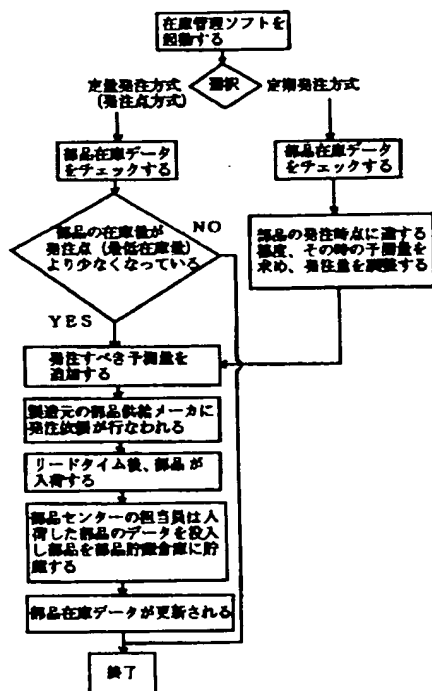 在庫管理ソフトを
起動する
選択
定量発注方式
(発注点方式)
定期発注方式
部品在庫データ
をチェックする
部品在庫データ
をチェックする
部品の在庫量が
発注点(最低在庫量)
より少なくなっている
NO
YES
部品の発注時点に達する
都度、その時の予測量を
求め、発注量を調整する
発注すべき予測量を
追加する
製造元の部品供給メーカに
発注依頼が行なわれる
リードタイム後、部品が
入荷する
部品センターの担当員は入
荷した部品のデータを投入
し部品を部品貯蔵倉庫に貯
蔵する
部品在庫データが更新される
終了